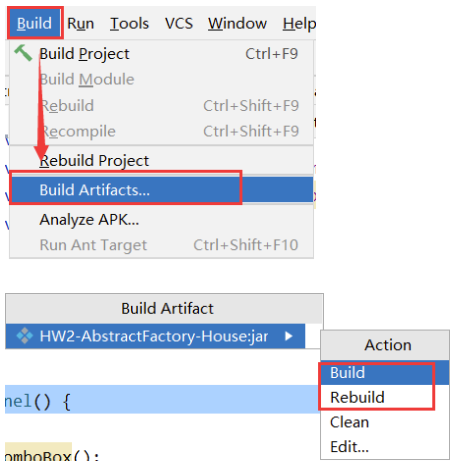 Build Run Tools VCS Window Help
Build Project Ctrl+F9
Build Module
Rebuild Ctrl+Shift+F9
Recompile Ctrl+Shift+F9
Rebuild Project
Build Artifacts...
Analyze APK...
Run Ant Target Ctrl+Shift+F10
Build Artifact
HW2-AbstractFactory-House:jar
Action
Build
Rebuild
Clean
Edit...
nel() {
omboBox();